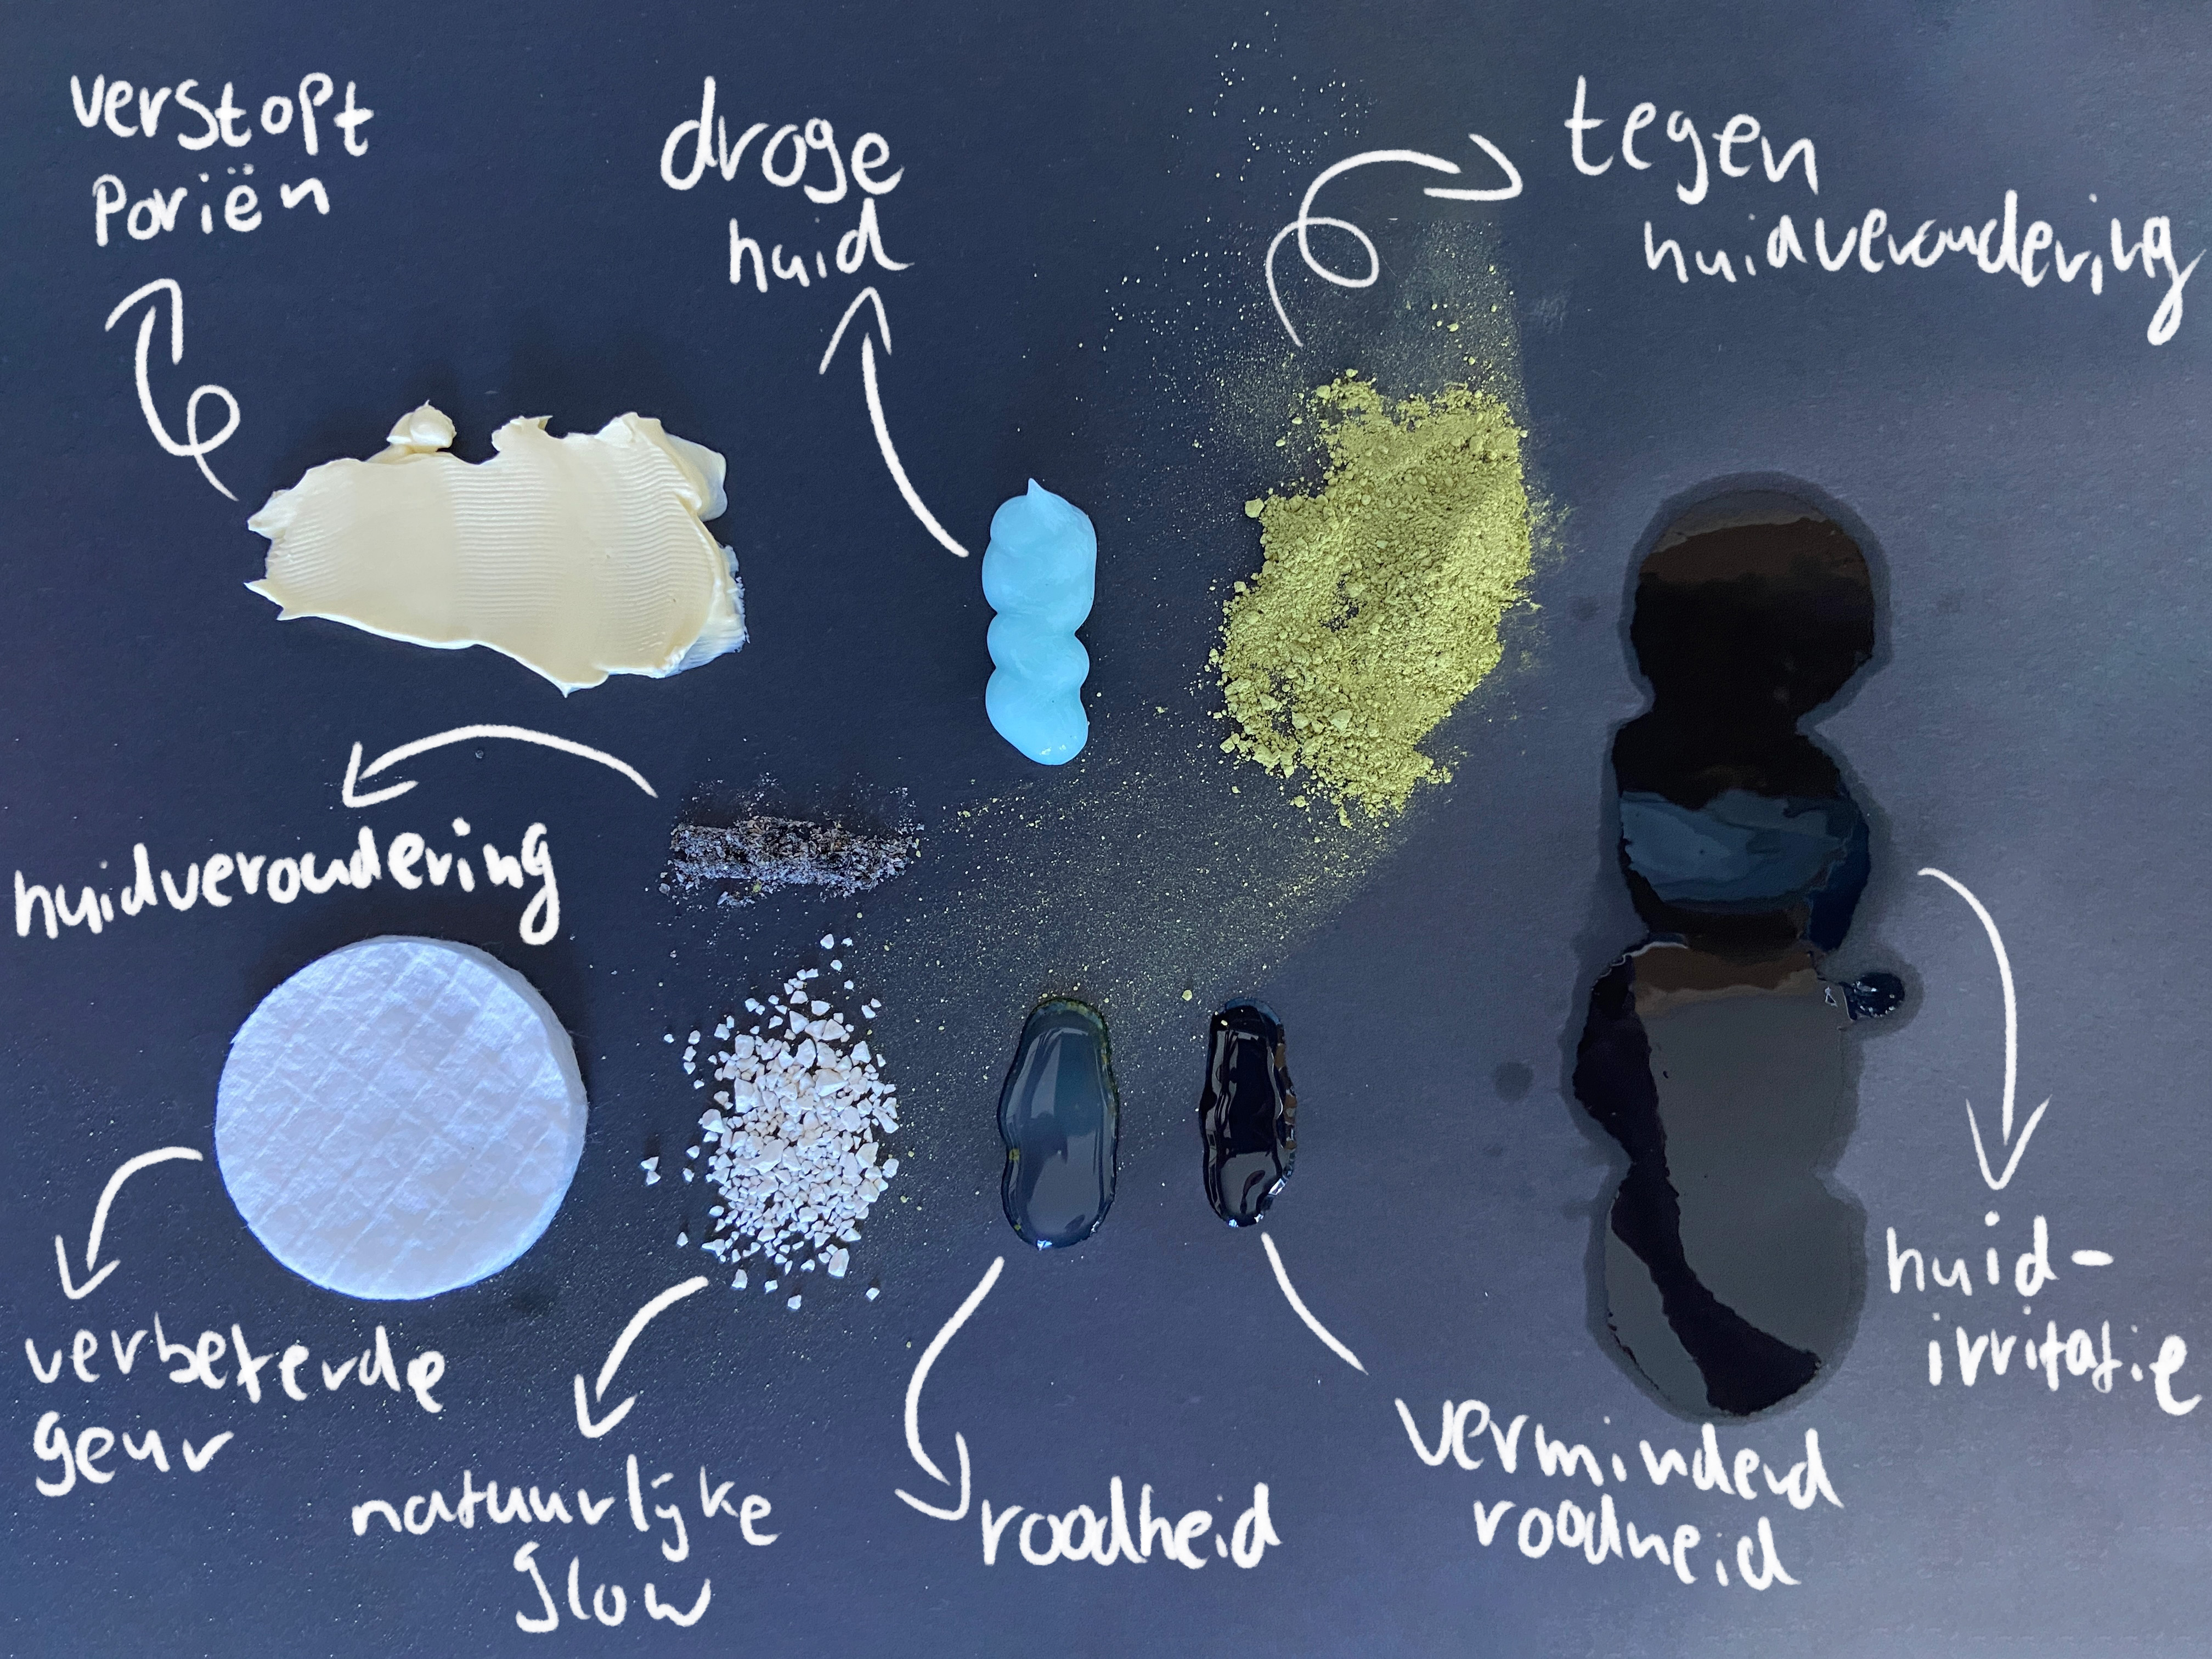 verstopt
poriën
droge
huid
tegen
huidveroudering
huidveroudering
verbeterde
geur
natuurlijke
glow
roodheid
verminderd
roodheid
huid-
irritatie